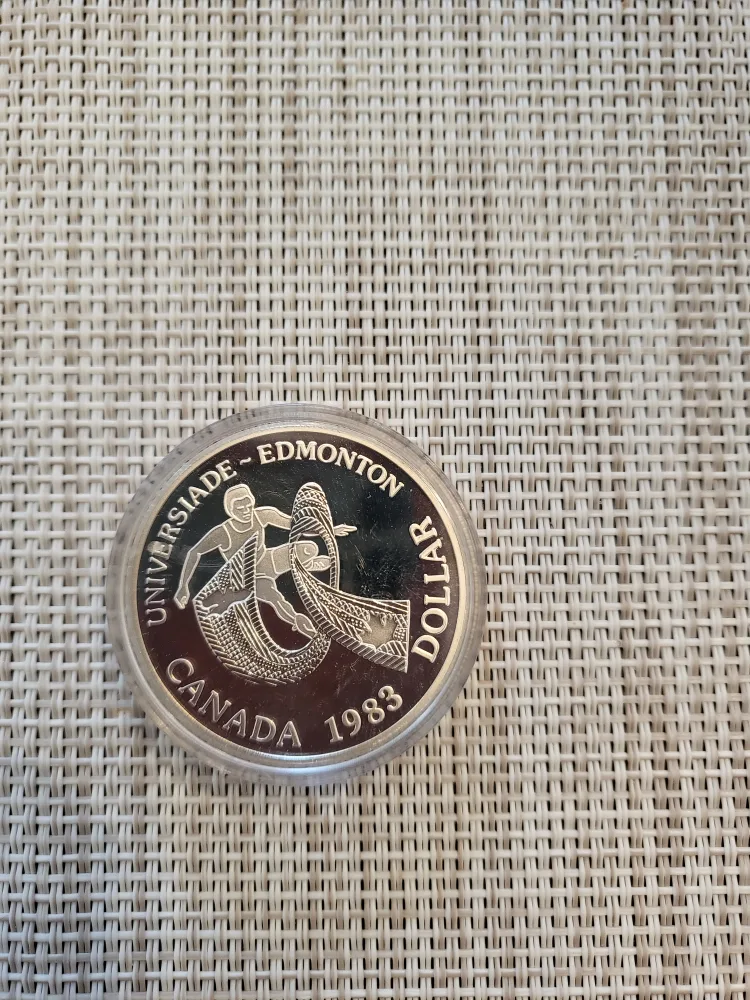 UNIVERSIADE ~ EDMONTON
DOLLAR
CANADA 1983